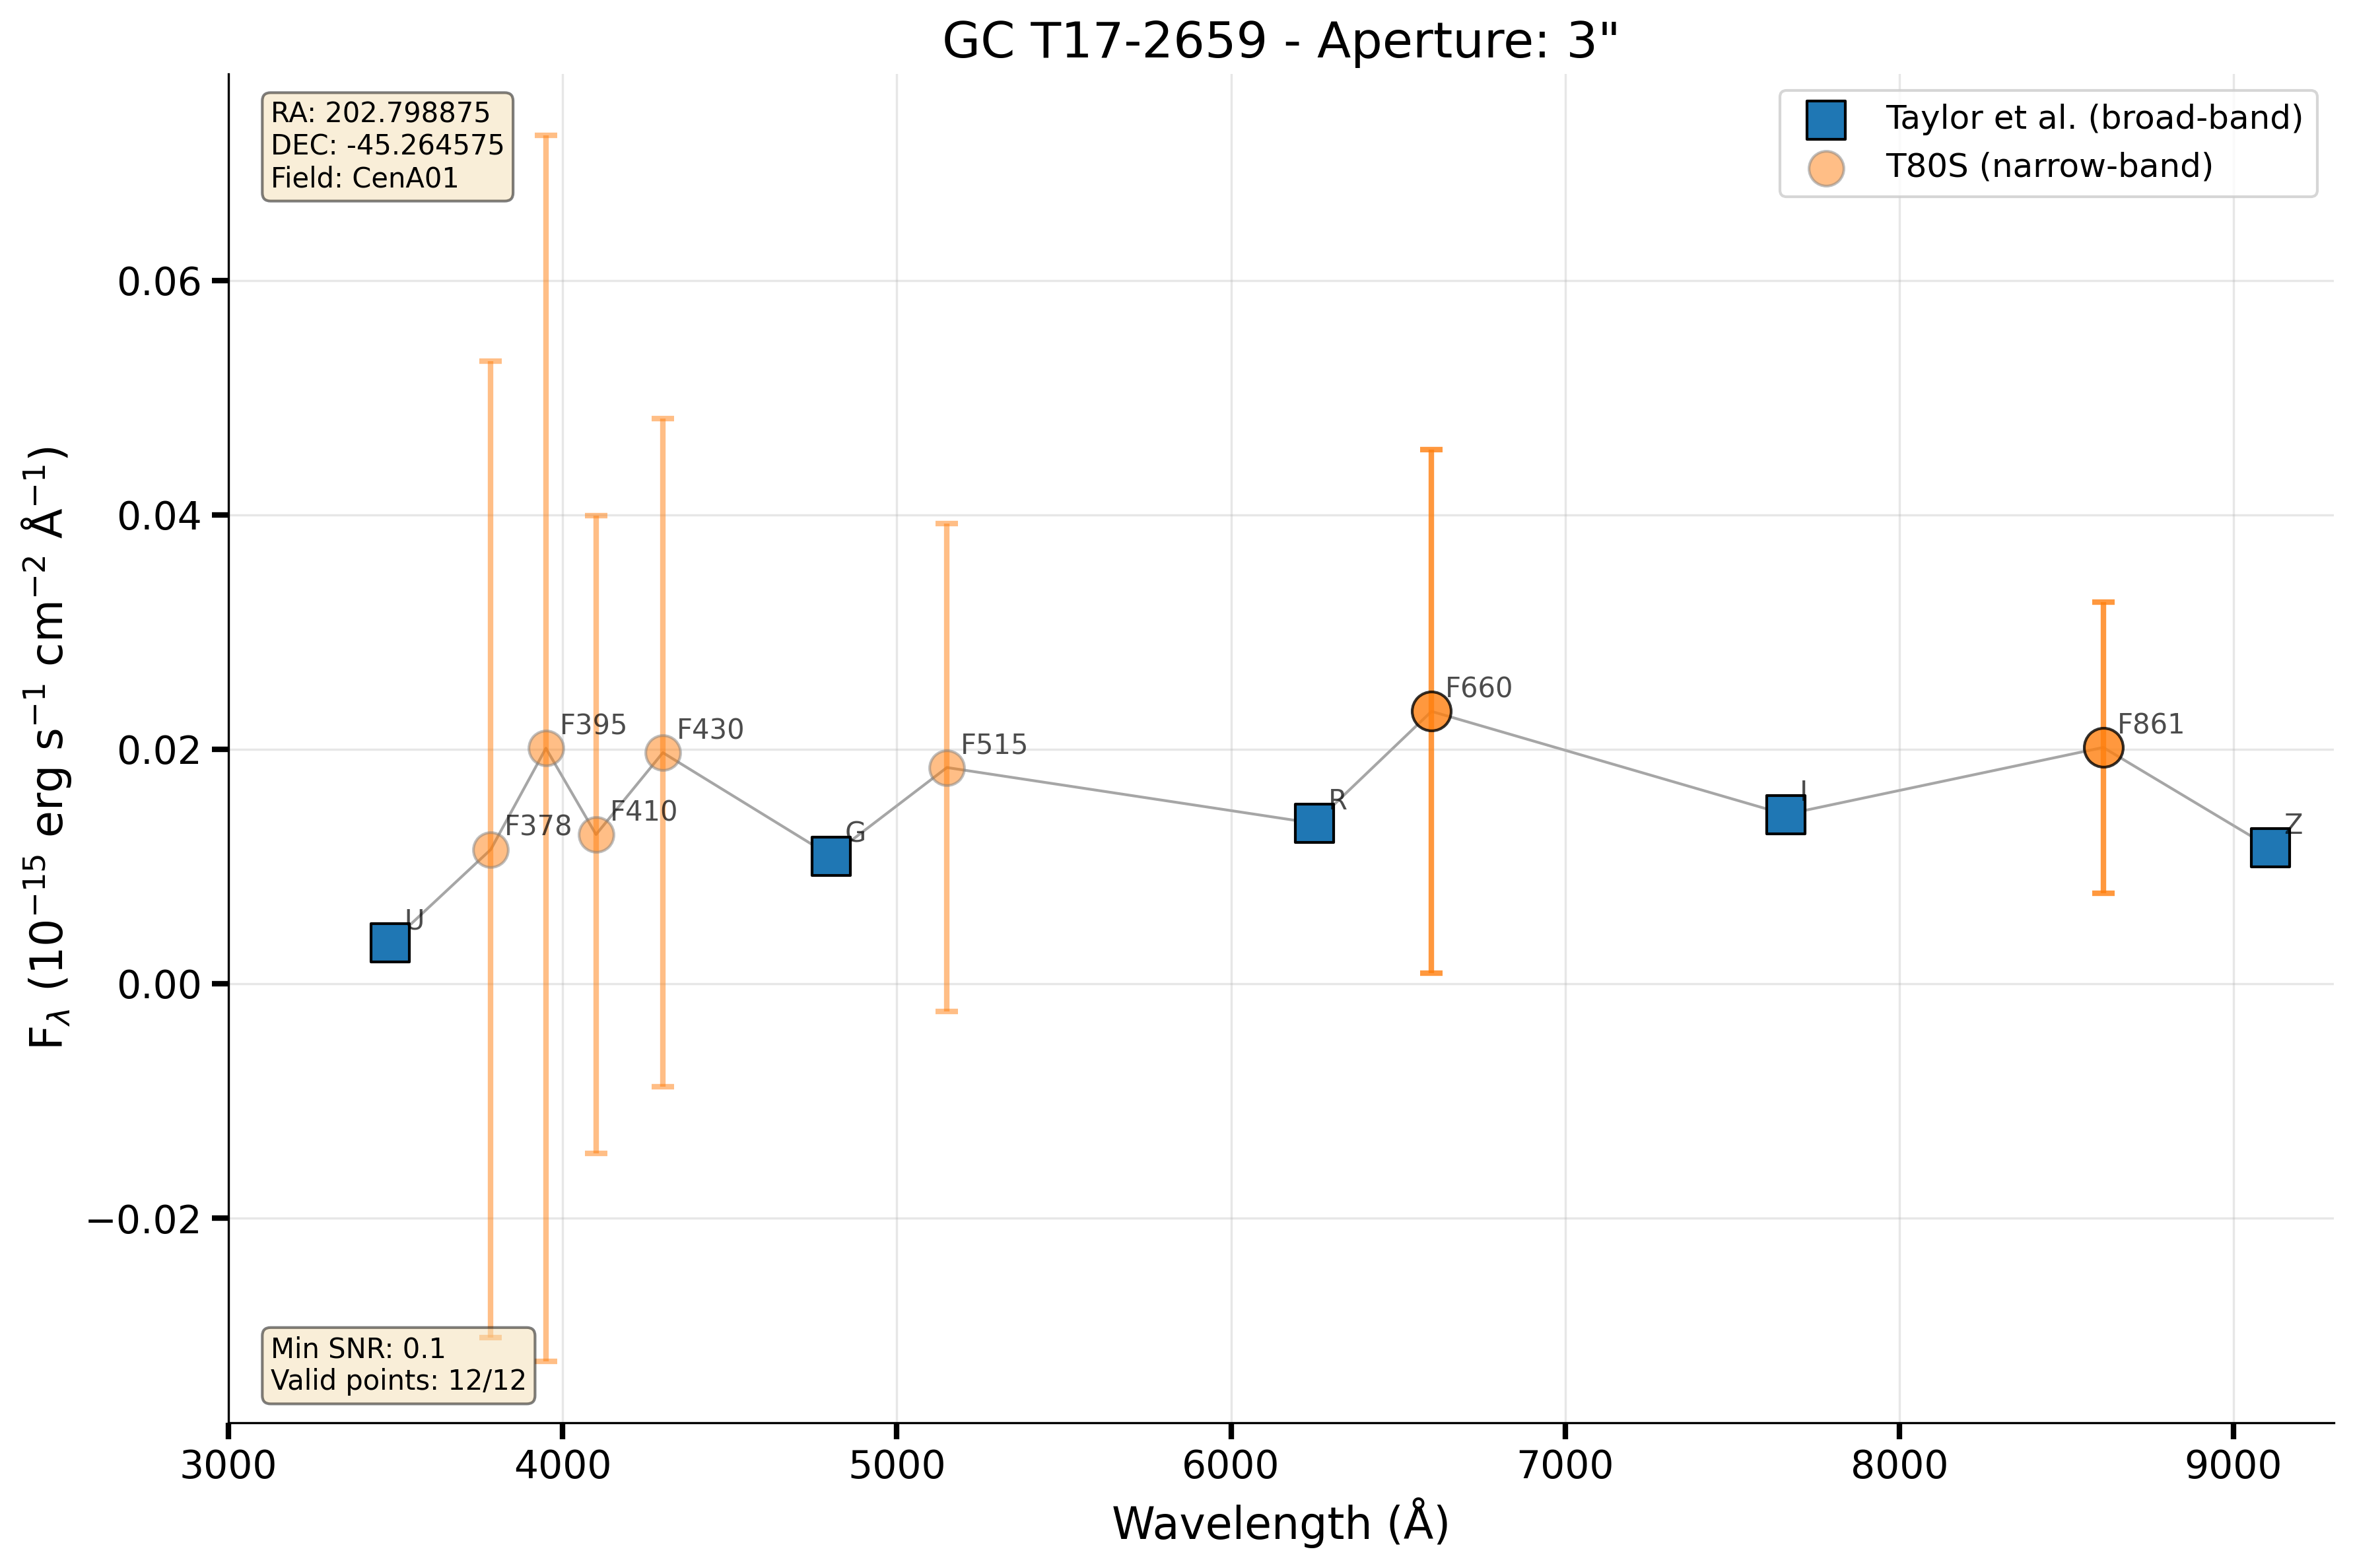 GC T17-2659 - Aperture: 3"
RA: 202.798875
DEC: -45.264575
Field: CenA01
Taylor et al. (broad-band)
T80S (narrow-band)
F_λ (10⁻¹⁵ erg s⁻¹ cm⁻² Å⁻¹)
0.06
0.04
0.02
0.00
−0.02
U
F378
F395
F410
F430
G
F515
R
F660
I
F861
Z
Min SNR: 0.1
Valid points: 12/12
3000
4000
5000
6000
7000
8000
9000
Wavelength (Å)